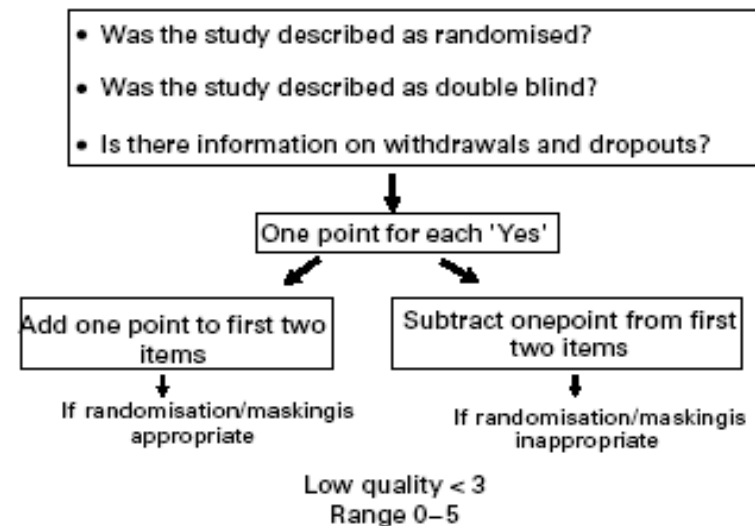 • Was the study described as randomised?
• Was the study described as double blind?
• Is there information on withdrawals and dropouts?
One point for each 'Yes'
Add one point to first two
items
Subtract onepoint from first
two items
If randomisation/maskingis
appropriate
If randomisation/maskingis
inappropriate
Low quality < 3
Range 0–5